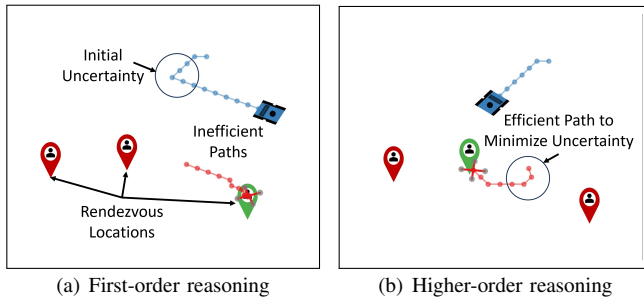 Initial
Uncertainty
Inefficient
Paths
Rendezvous
Locations
(a) First-order reasoning
Efficient Path to
Minimize Uncertainty
(b) Higher-order reasoning